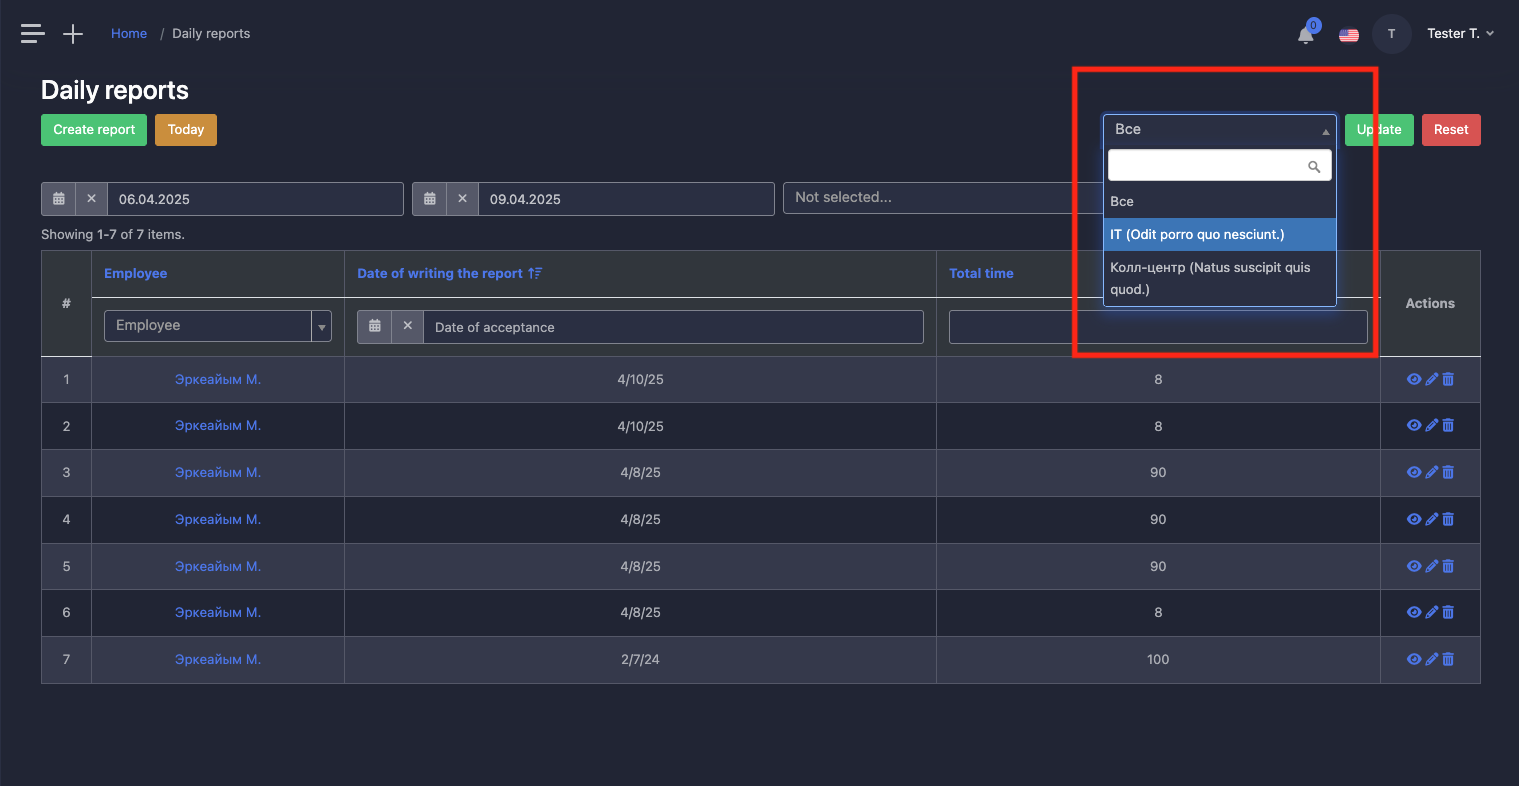 Home / Daily reports
0
T
Tester T.
Daily reports
Create report
Today
Все
Update
Reset
06.04.2025
09.04.2025
Not selected...
Все
IT (Odit porro quo nesciunt.)
Колл-центр (Natus suscipit quis
quod.)
Showing 1-7 of 7 items.
# Employee Date of writing the report Total time Actions
Employee Date of acceptance
1 Эркеайым М. 4/10/25 8
2 Эркеайым М. 4/10/25 8
3 Эркеайым М. 4/8/25 90
4 Эркеайым М. 4/8/25 90
5 Эркеайым М. 4/8/25 90
6 Эркеайым М. 4/8/25 8
7 Эркеайым М. 2/7/24 100